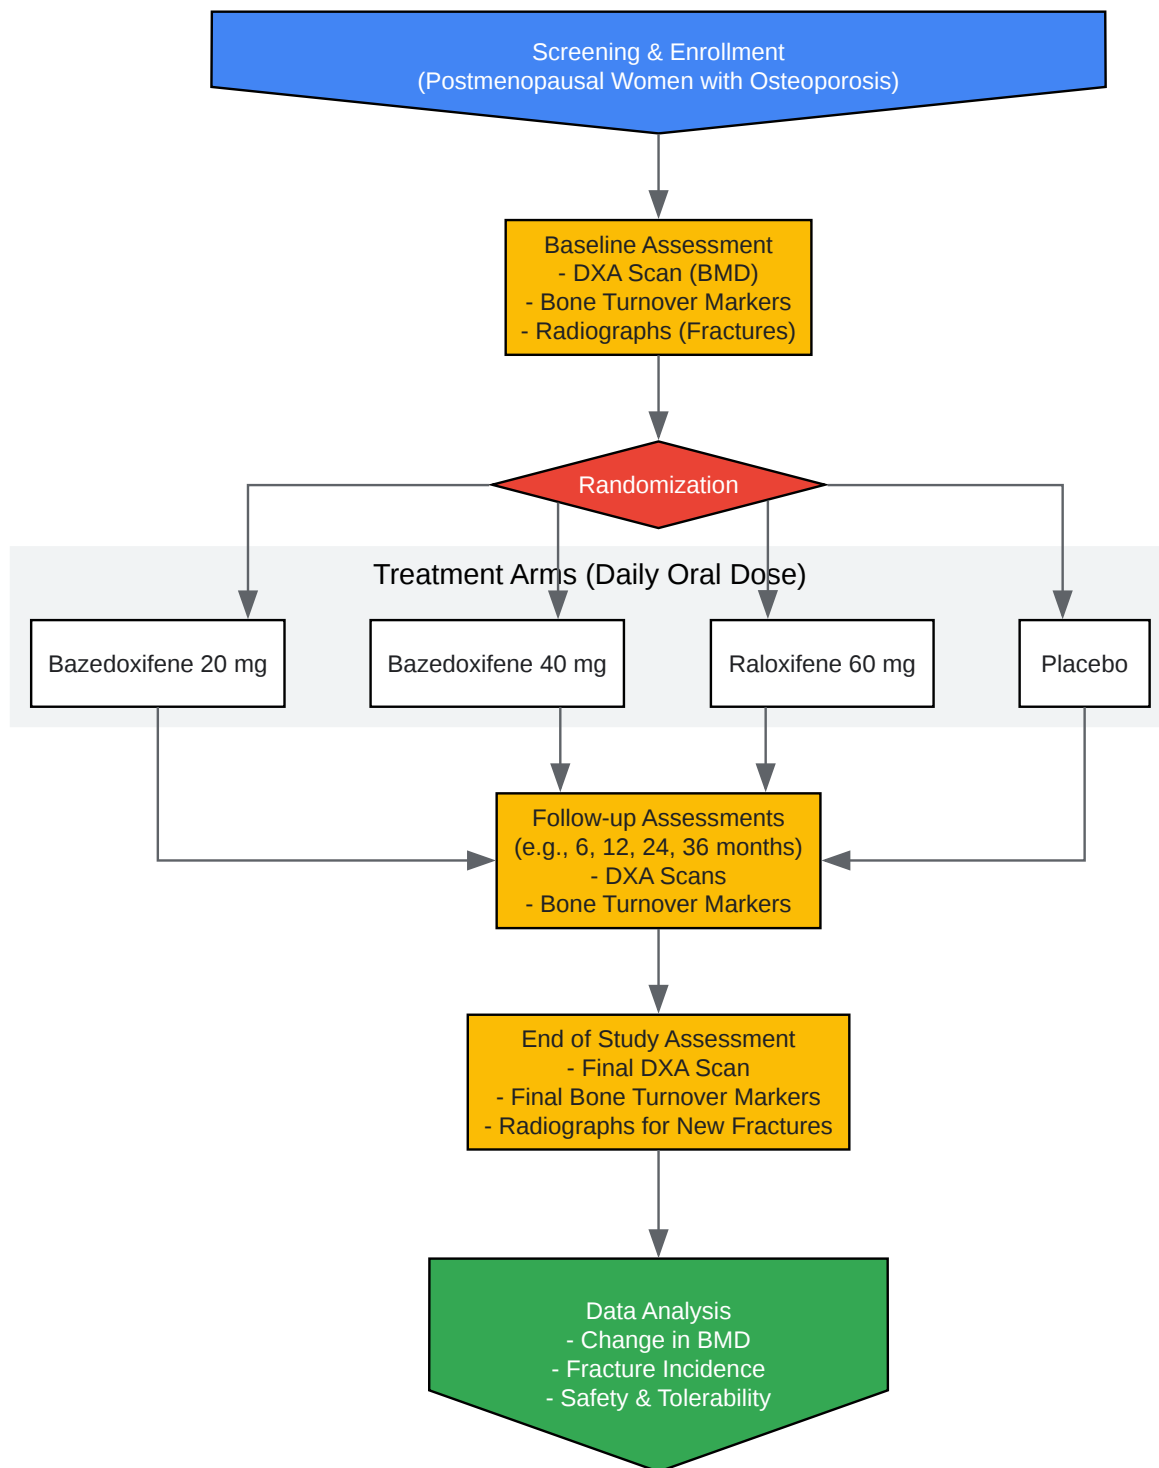 Screening & Enrollment
(Postmenopausal Women with Osteoporosis)
Baseline Assessment
- DXA Scan (BMD)
- Bone Turnover Markers
- Radiographs (Fractures)
Randomization
Treatment Arms (Daily Oral Dose)
Bazedoxifene 20 mg
Bazedoxifene 40 mg
Raloxifene 60 mg
Placebo
Follow-up Assessments
(e.g., 6, 12, 24, 36 months)
- DXA Scans
- Bone Turnover Markers
End of Study Assessment
- Final DXA Scan
- Final Bone Turnover Markers
- Radiographs for New Fractures
Data Analysis
- Change in BMD
- Fracture Incidence
- Safety & Tolerability